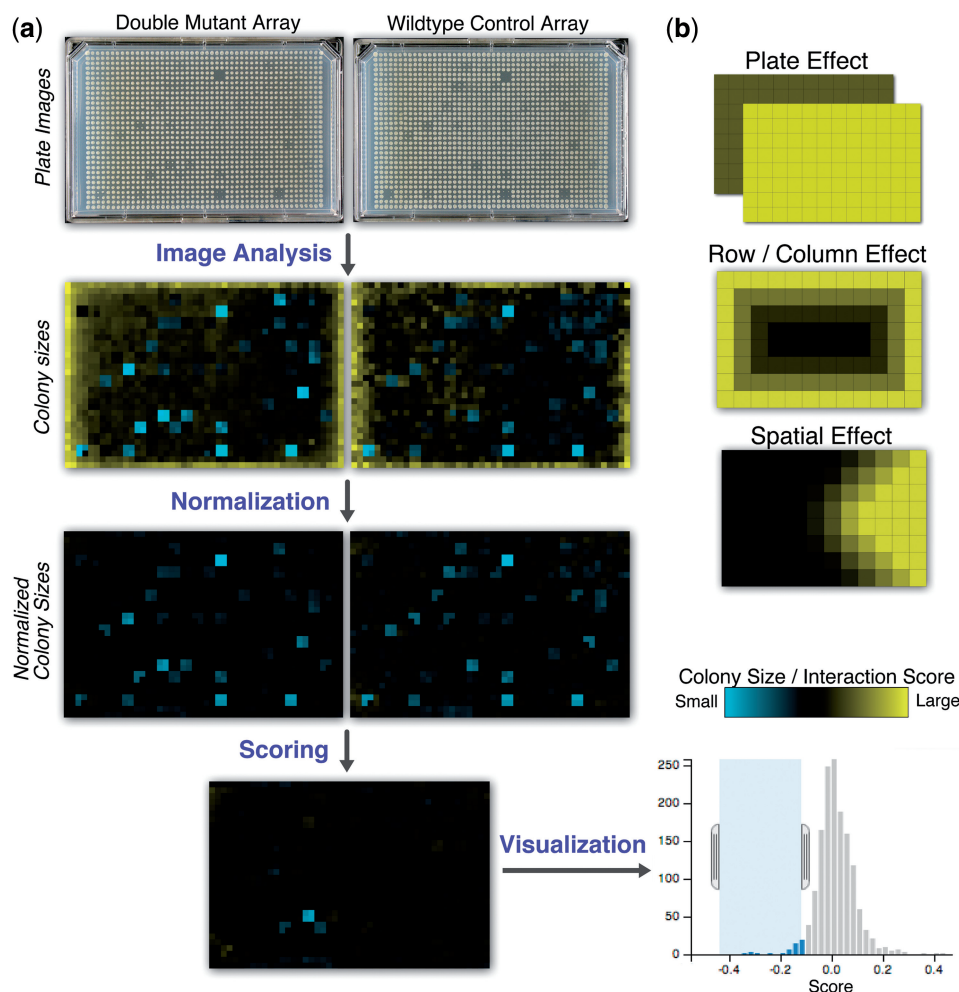 (a)
Double Mutant Array
Wildtype Control Array
Plate Images
Image Analysis
Colony sizes
Normalization
Normalized
Colony Sizes
Scoring
Visualization
(b)
Plate Effect
Row / Column Effect
Spatial Effect
Colony Size / Interaction Score
Small
Large
250
200
150
100
50
0
-0.4
-0.2
0.0
0.2
0.4
Score